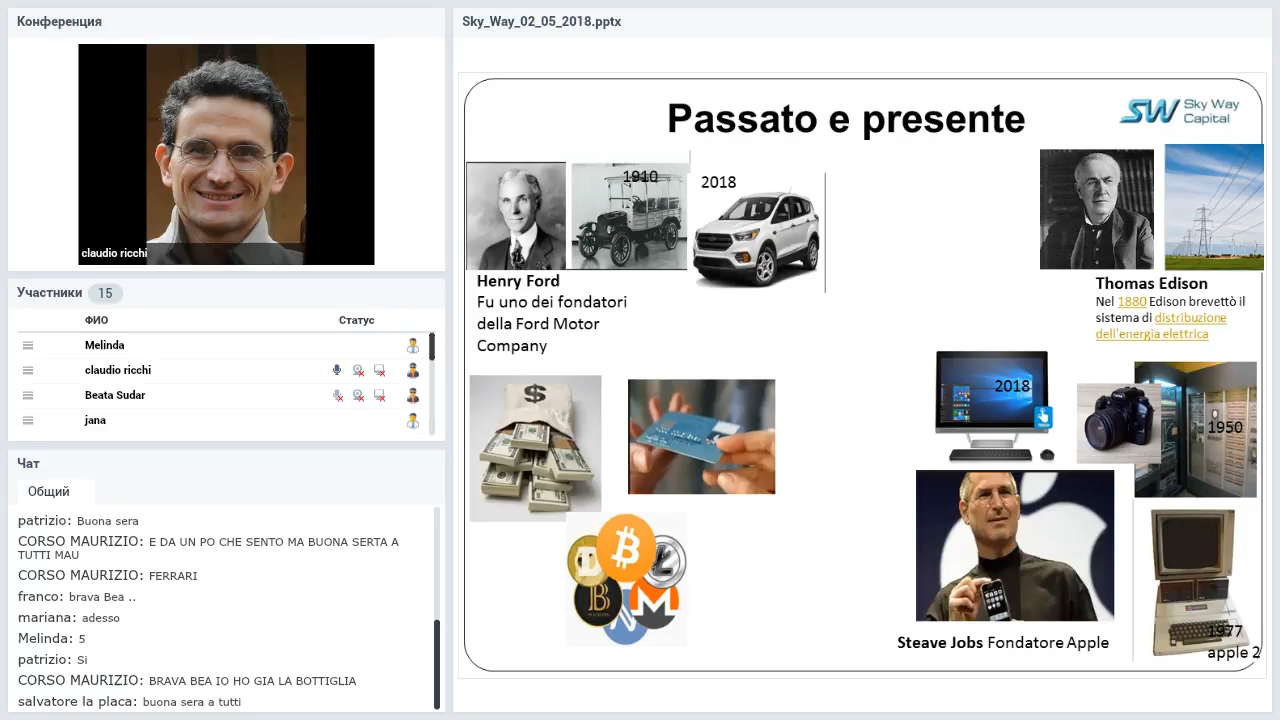 Конференция
claudio ricchi
Участники 15
ФИО Статус
Melinda
claudio ricchi
Beata Sudar
jana
Чат
Общий
patrizio: Buona sera
CORSO MAURIZIO: E DA UN PO CHE SENTO MA BUONA SERTA A
TUTTI MAU
CORSO MAURIZIO: FERRARI
franco: brava Bea ..
mariana: adesso
Melinda: 5
patrizio: Si
CORSO MAURIZIO: BRAVA BEA IO HO GIA LA BOTTIGLIA
salvatore la placa: buona sera a tutti
Sky_Way_02_05_2018.pptx
Passato e presente
SW Sky Way
Capital
1910
2018
Henry Ford
Fu uno dei fondatori
della Ford Motor
Company
Thomas Edison
Nel 1880 Edison brevettò il
sistema di distribuzione
dell'energia elettrica
2018
1950
Steave Jobs Fondatore Apple
1977
apple 2